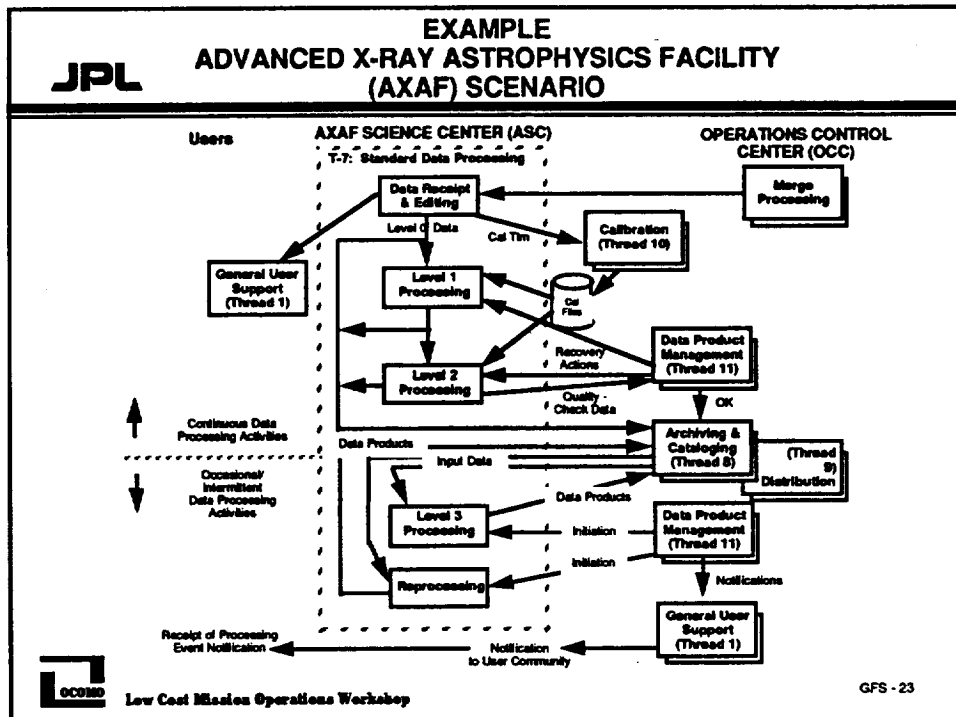 EXAMPLE
ADVANCED X-RAY ASTROPHYSICS FACILITY
(AXAF) SCENARIO
JPL
Users
AXAF SCIENCE CENTER (ASC)
OPERATIONS CONTROL
CENTER (OCC)
T-7: Standard Data Processing
Data Receipt
& Editing
Merge
Processing
Level 0 Data
Cal Tlm
Calibration
(Thread 10)
General User
Support
(Thread 1)
Level 1
Processing
Cal
Files
Recovery
Actions
Data Product
Management
(Thread 11)
Level 2
Processing
Quality -
Check Data
OK
Continuous Data
Processing Activities
Data Products
Input Data
Archiving &
Cataloging
(Thread 8)
(Thread
9)
Distribution
Occasional/
Intermittent
Data Processing
Activities
Data Products
Level 3
Processing
Initiation
Data Product
Management
(Thread 11)
Reprocessing
Initiation
Notifications
General User
Support
(Thread 1)
Receipt of Processing
Event Notification
Notification
to User Community
LOCOMO
Low Cost Mission Operations Workshop
GFS - 23